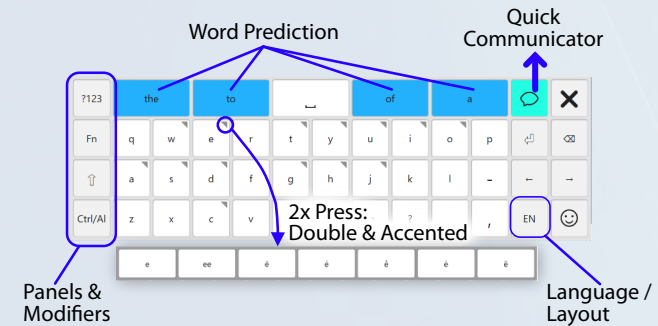 Word Prediction
Quick
Communicator
?123 the to of a
Fn q w e r t y u i o p
a s d f g h j k l -
Ctrl/Al z x c v ? , EN
2x Press:
Double & Accented
e ee
Panels &
Modifiers
Language /
Layout